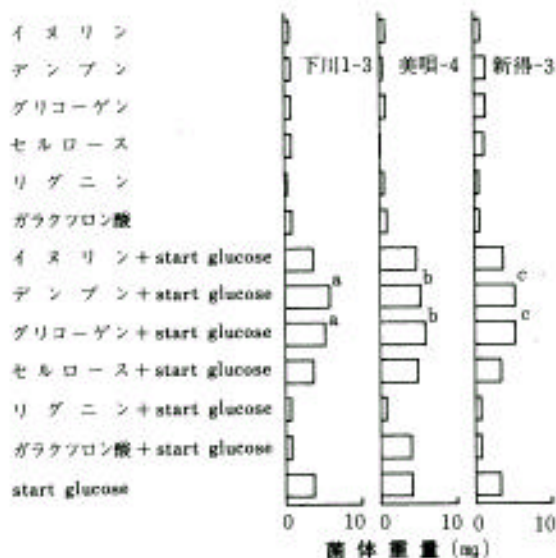 イヌリン
デンプン 下川1-3 美唄-4 新得-3
グリコーゲン
セルロース
リグニン
ガラクツロン酸
イヌリン+start glucose
デンプン+start glucose a b c
グリコーゲン+start glucose a b c
セルロース+start glucose
リグニン+start glucose
ガラクツロン酸+start glucose
start glucose
0 10 0 10 0 10
菌体重量 (mg)